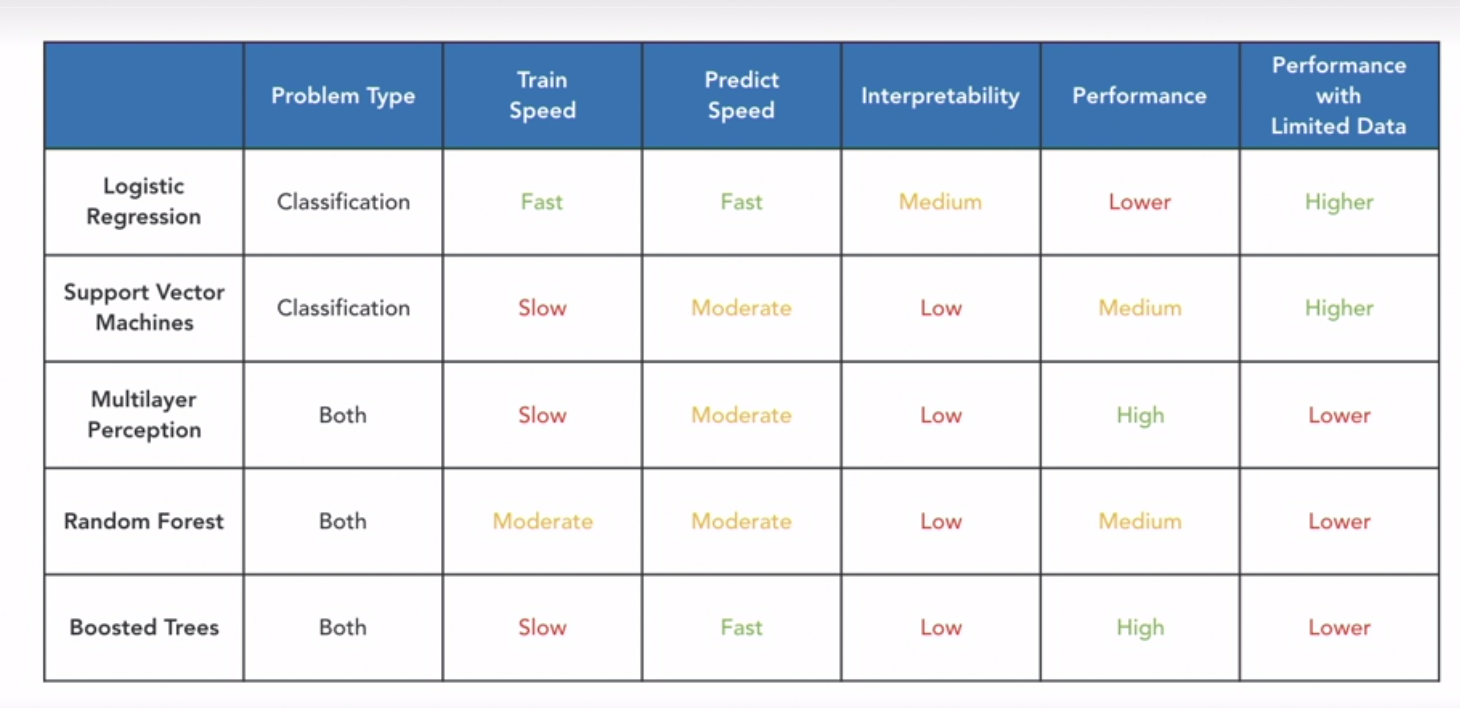 Problem Type
Train
Speed
Predict
Speed
Interpretability
Performance
Performance
with
Limited Data
Logistic
Regression
Classification
Fast
Fast
Medium
Lower
Higher
Support Vector
Machines
Classification
Slow
Moderate
Low
Medium
Higher
Multilayer
Perception
Both
Slow
Moderate
Low
High
Lower
Random Forest
Both
Moderate
Moderate
Low
Medium
Lower
Boosted Trees
Both
Slow
Fast
Low
High
Lower